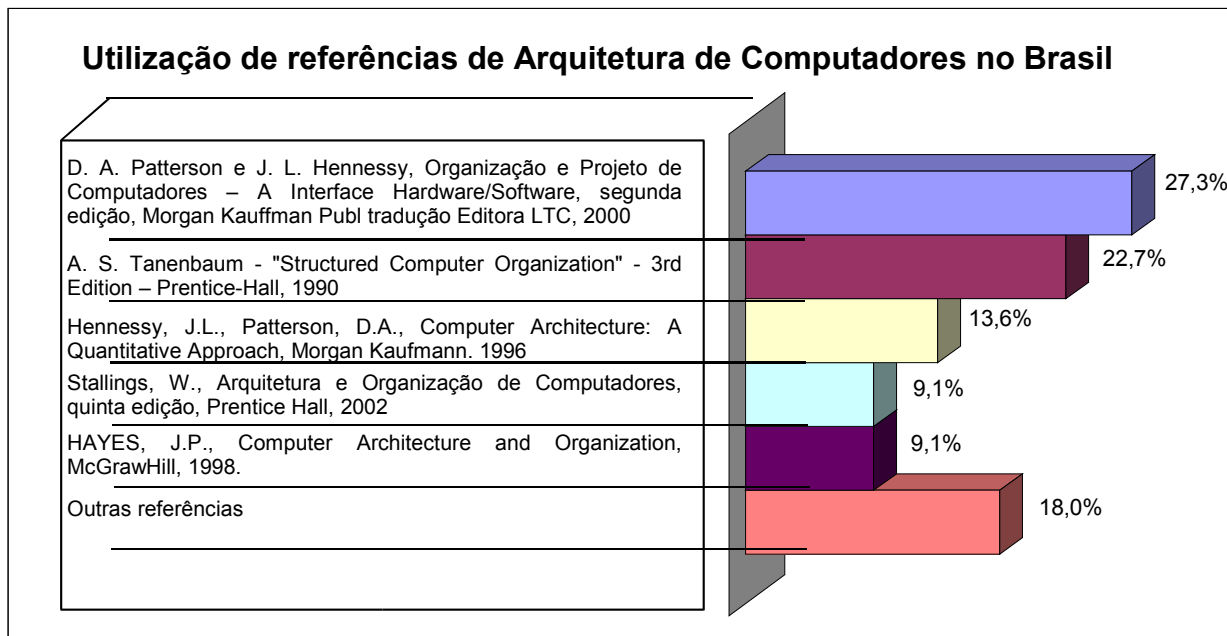 Utilização de referências de Arquitetura de Computadores no Brasil
D. A. Patterson e J. L. Hennessy, Organização e Projeto de
Computadores – A Interface Hardware/Software, segunda
edição, Morgan Kauffman Publ tradução Editora LTC, 2000
27,3%
A. S. Tanenbaum - "Structured Computer Organization" - 3rd
Edition – Prentice-Hall, 1990
22,7%
Hennessy, J.L., Patterson, D.A., Computer Architecture: A
Quantitative Approach, Morgan Kaufmann. 1996
13,6%
Stallings, W., Arquitetura e Organização de Computadores,
quinta edição, Prentice Hall, 2002
9,1%
HAYES, J.P., Computer Architecture and Organization,
McGrawHill, 1998.
9,1%
Outras referências
18,0%